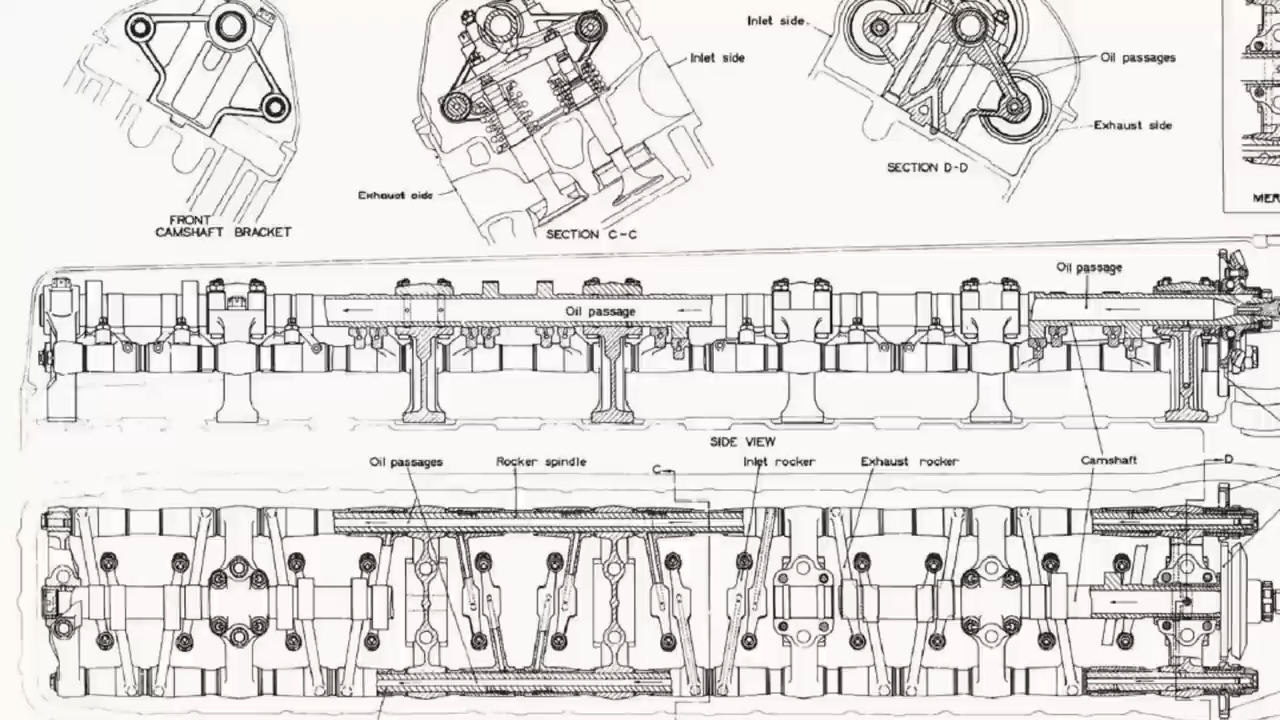 Inlet side
Inlet side
Oil passages
Exhaust side
SECTION D-D
Exhaust side
FRONT
CAMSHAFT BRACKET
SECTION C-C
Oil passage
Oil passage
SIDE VIEW
Oil passages
Rocker spindle
C
Inlet rocker
Exhaust rocker
Camshaft
D